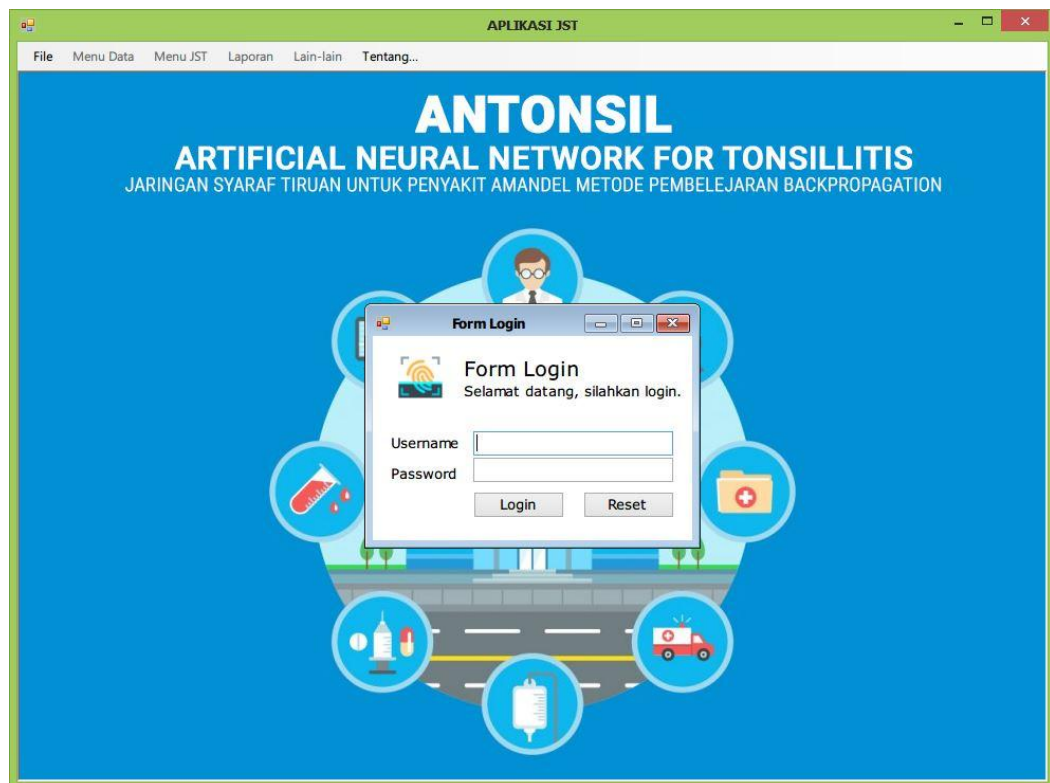 APLIKASI JST
File Menu Data Menu JST Laporan Lain-lain Tentang...
ANTONSIL
ARTIFICIAL NEURAL NETWORK FOR TONSILLITIS
JARINGAN SYARAF TIRUAN UNTUK PENYAKIT AMANDEL METODE PEMBELEJARAN BACKPROPAGATION
Form Login
Form Login
Selamat datang, silahkan login.
Username
Password
Login Reset